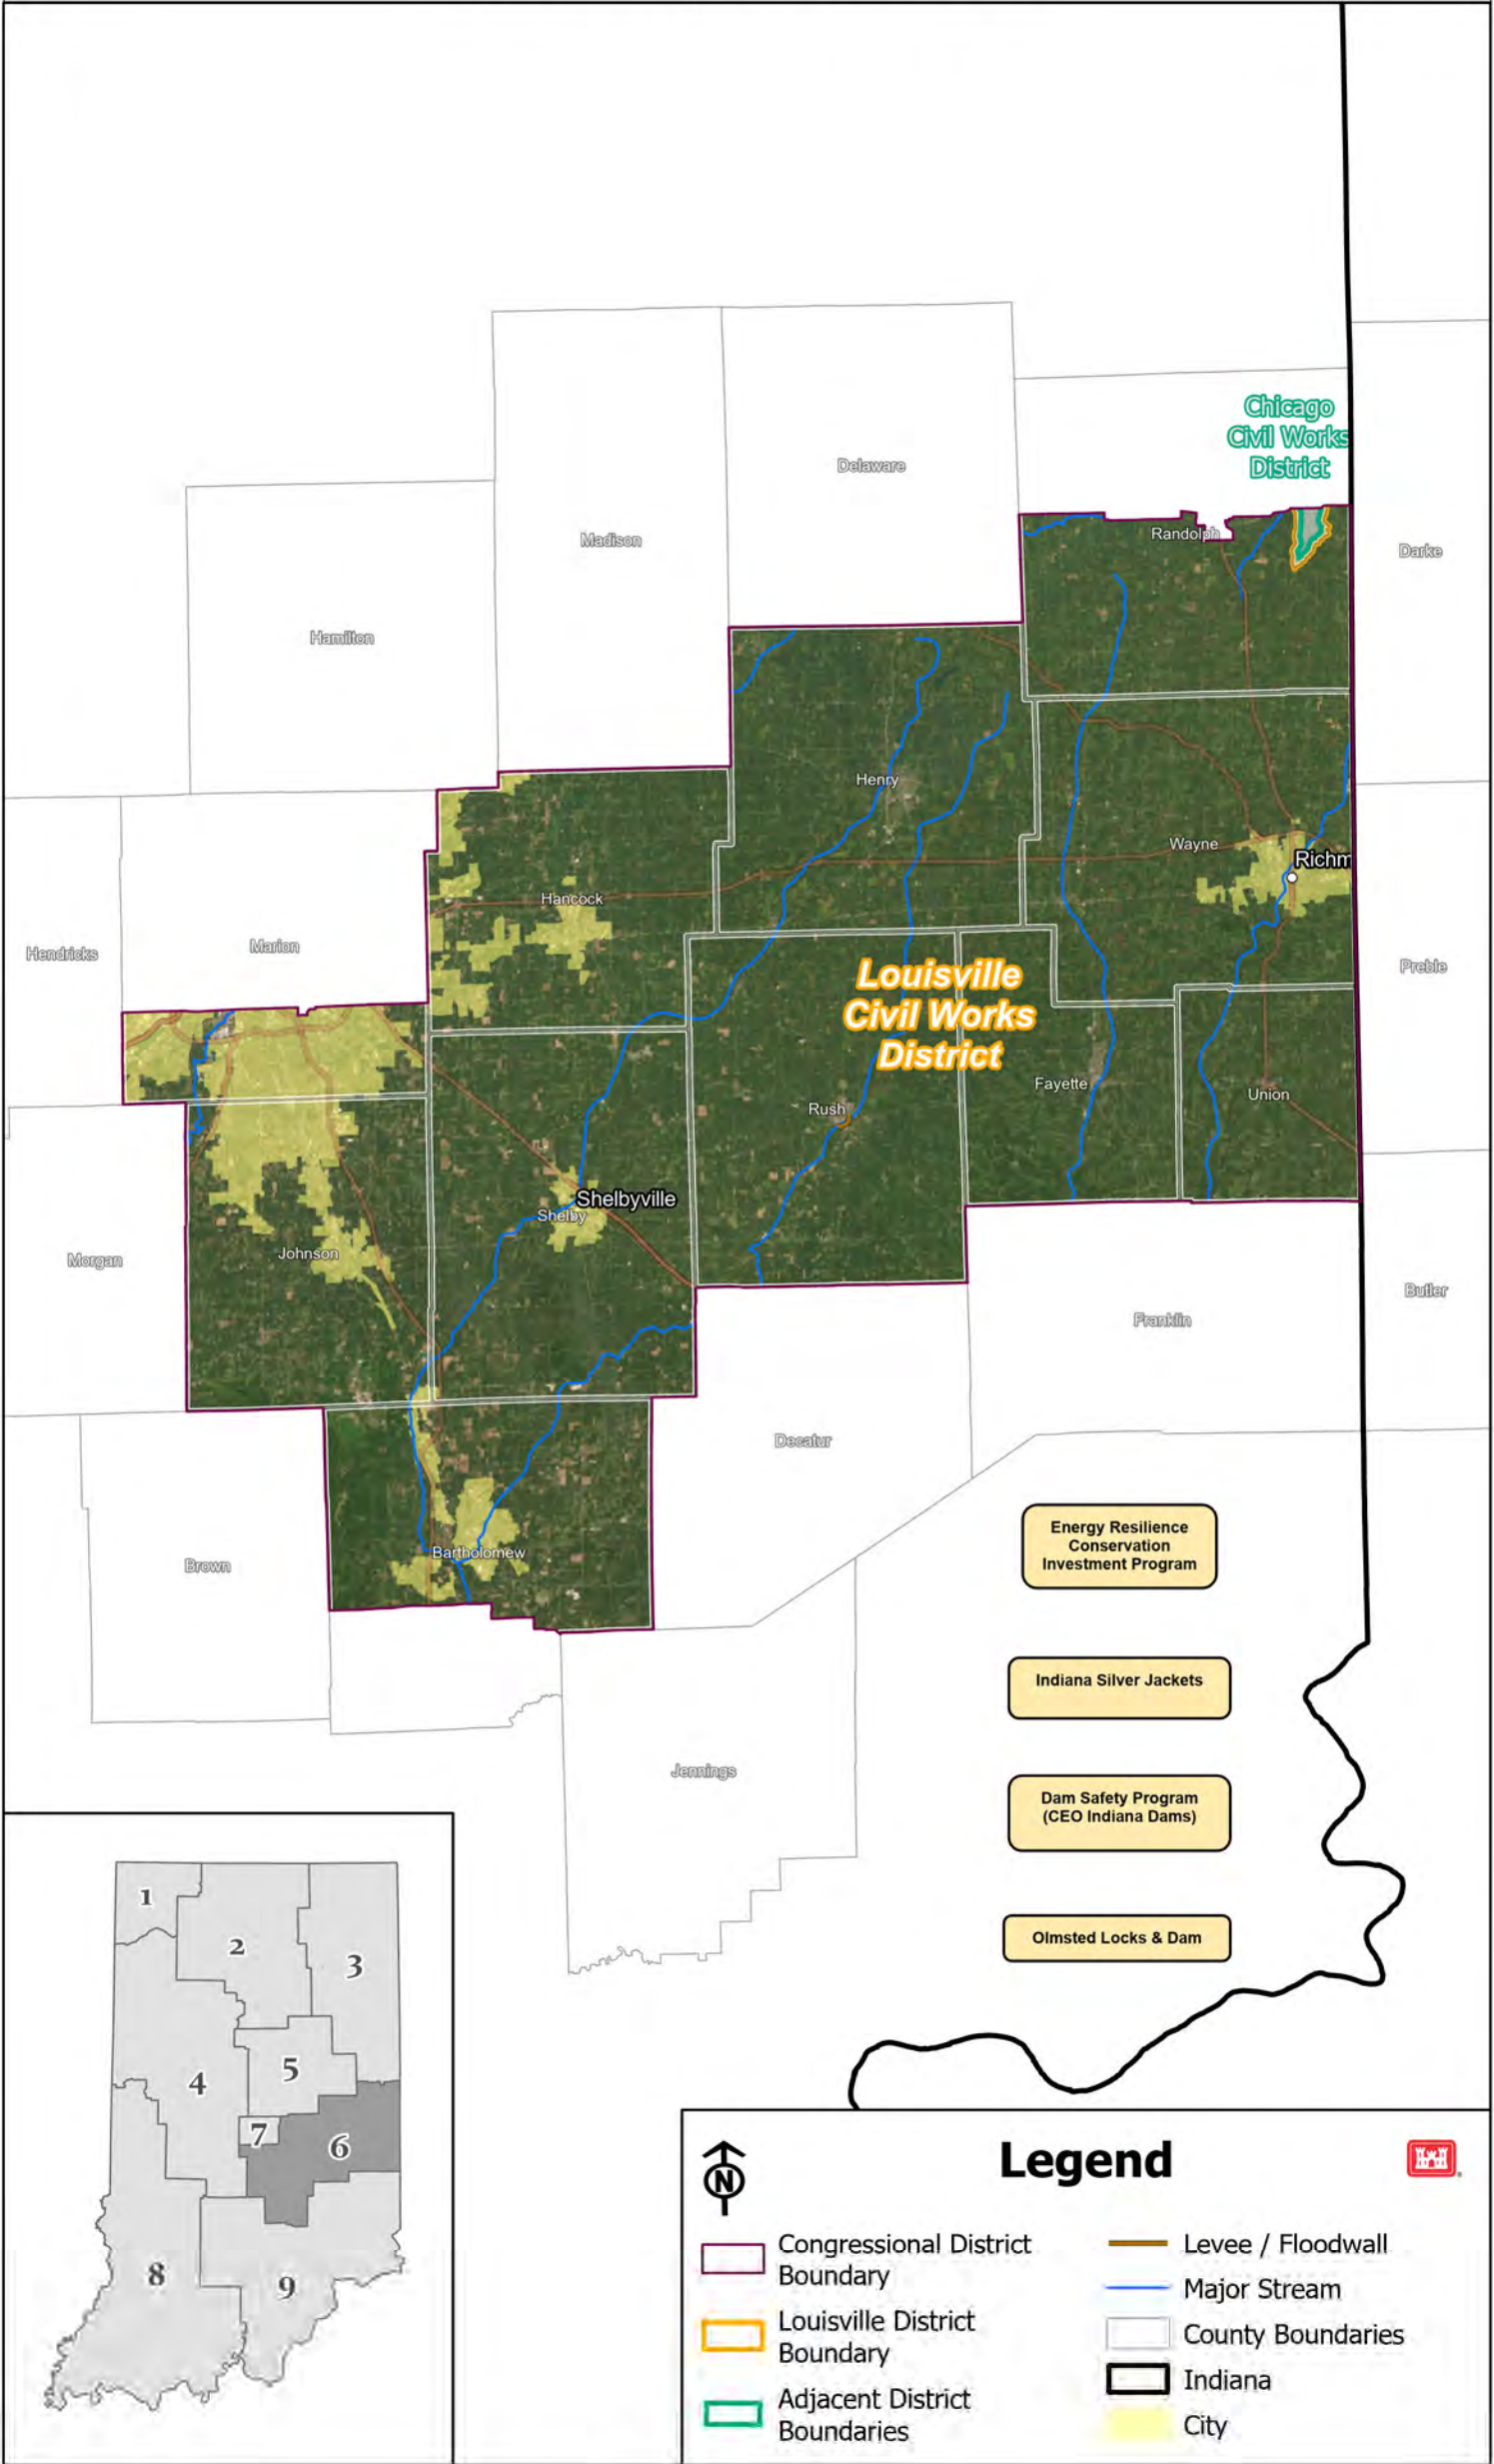 Chicago
Civil Works
District
Delaware
Randolph
Madison
Darke
Hamilton
Henry
Wayne
Richm
Hancock
Marion
Hendricks
Preble
Louisville
Civil Works
District
Fayette
Union
Rush
Shelbyville
Shelby
Johnson
Morgan
Butler
Franklin
Decatur
Energy Resilience
Conservation
Investment Program
Bartholomew
Brown
Indiana Silver Jackets
Jennings
Dam Safety Program
(CEO Indiana Dams)
Olmsted Locks & Dam
1
2
3
4
5
6
7
8
9
N
Legend
Congressional District
Boundary
Louisville District
Boundary
Adjacent District
Boundaries
Levee / Floodwall
Major Stream
County Boundaries
Indiana
City